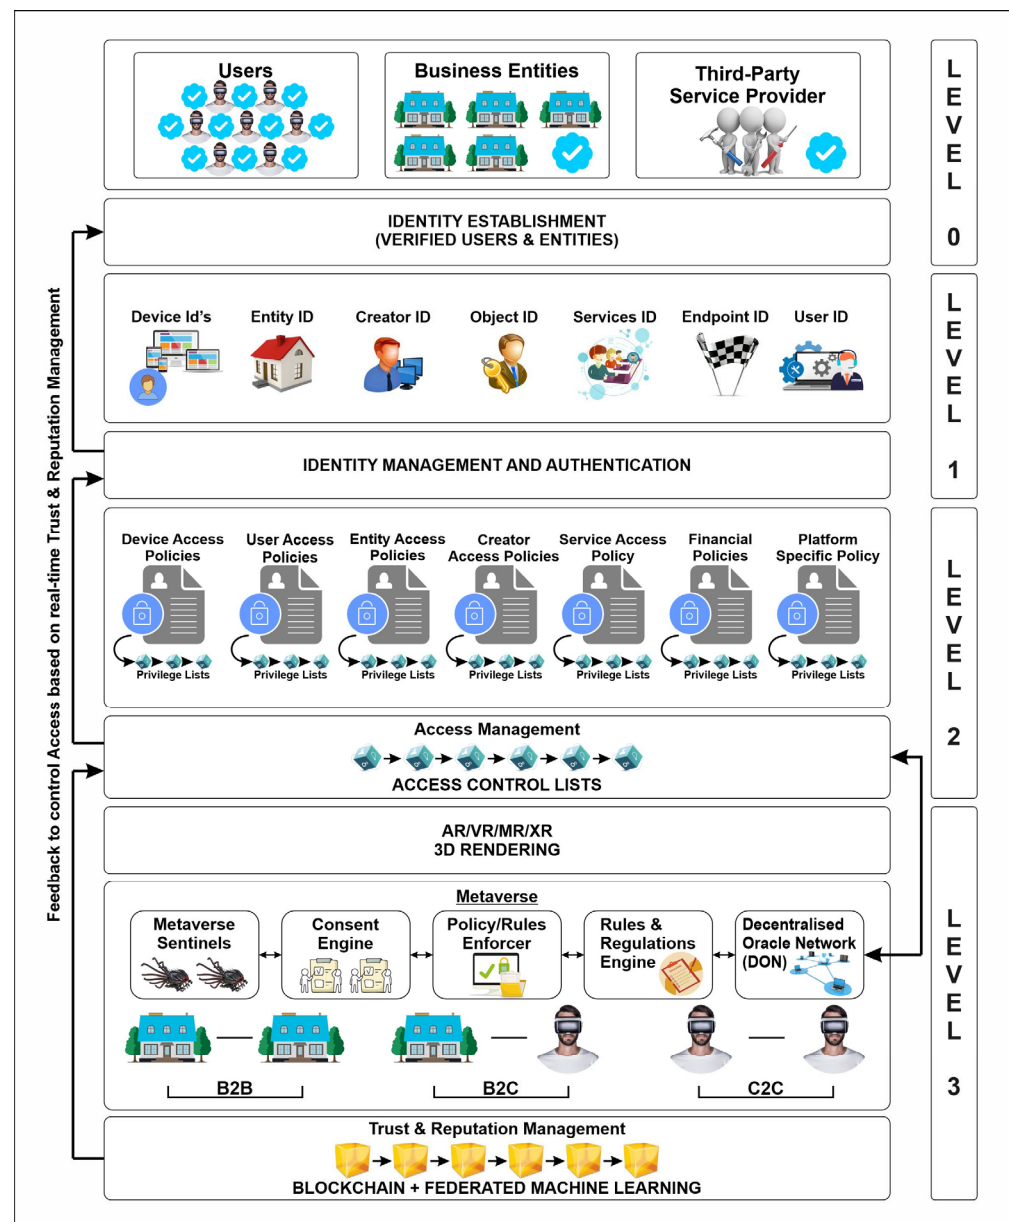 Users
Business Entities
Third-Party
Service Provider
LEVEL 0
IDENTITY ESTABLISHMENT
(VERIFIED USERS & ENTITIES)
Feedback to control Access based on real-time Trust & Reputation Management
Device Id's
Entity ID
Creator ID
Object ID
Services ID
Endpoint ID
User ID
LEVEL 1
IDENTITY MANAGEMENT AND AUTHENTICATION
Device Access
Policies
User Access
Policies
Entity Access
Policies
Creator
Access Policies
Service Access
Policy
Financial
Policies
Platform
Specific Policy
Privilege Lists
Privilege Lists
Privilege Lists
Privilege Lists
Privilege Lists
Privilege Lists
Privilege Lists
LEVEL 2
Access Management
ACCESS CONTROL LISTS
AR/VR/MR/XR
3D RENDERING
Metaverse
Metaverse
Sentinels
Consent
Engine
Policy/Rules
Enforcer
Rules &
Regulations
Engine
Decentralised
Oracle Network
(DON)
LEVEL 3
B2B
B2C
C2C
Trust & Reputation Management
BLOCKCHAIN + FEDERATED MACHINE LEARNING